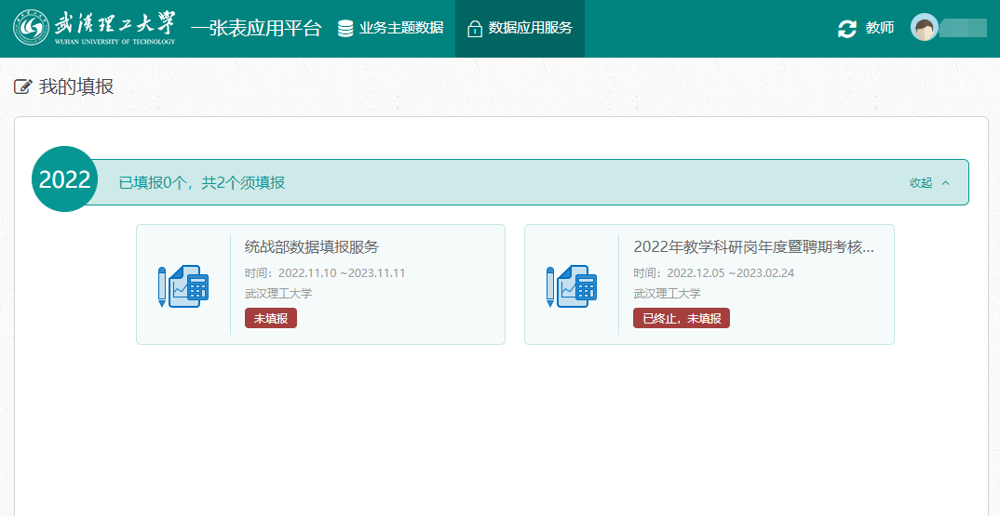 武汉理工大学
WUHAN UNIVERSITY OF TECHNOLOGY
一张表应用平台
业务主题数据
数据应用服务
教师
我的填报
2022
已填报0个，共2个须填报
收起
统战部数据填报服务
时间：2022.11.10 ~2023.11.11
武汉理工大学
未填报
2022年教学科研岗年度暨聘期考核...
时间：2022.12.05 ~2023.02.24
武汉理工大学
已终止，未填报